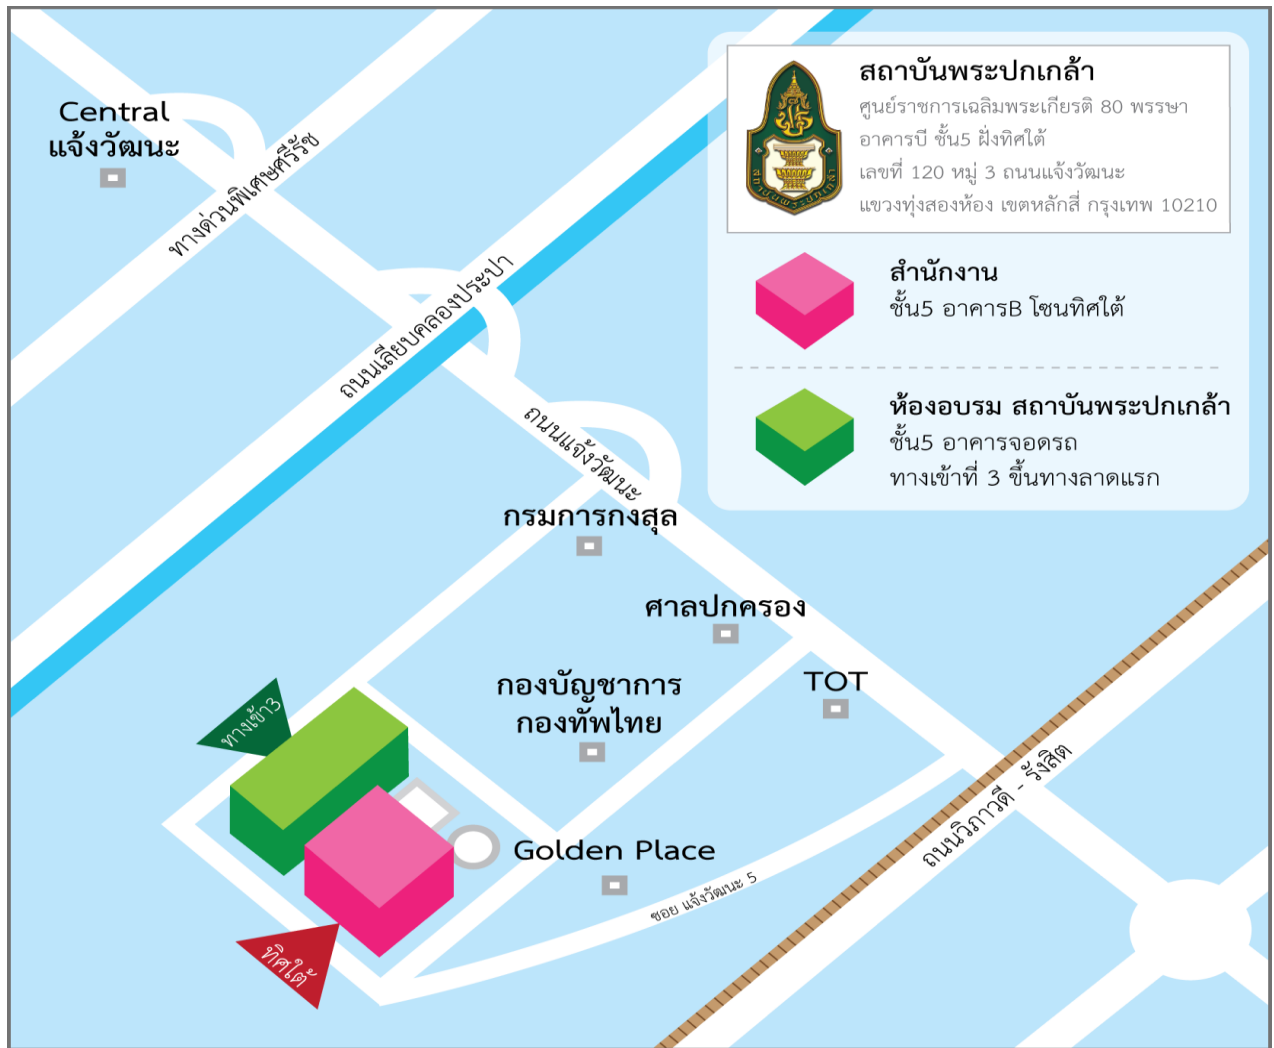 สถาบันพระปกเกล้า
ศูนย์ราชการเฉลิมพระเกียรติ 80 พรรษา
อาคารบี ชั้น5 ฝั่งทิศใต้
เลขที่ 120 หมู่ 3 ถนนแจ้งวัฒนะ
แขวงทุ่งสองห้อง เขตหลักสี่ กรุงเทพ 10210
สถาบันพระปกเกล้า
สำนักงาน
ชั้น5 อาคารB โซนทิศใต้
ห้องอบรม สถาบันพระปกเกล้า
ชั้น5 อาคารจอดรถ
ทางเข้าที่ 3 ขึ้นทางลาดแรก
Central
แจ้งวัฒนะ
ทางด่วนพิเศษศรีรัช
ถนนเลียบคลองประปา
ถนนแจ้งวัฒนะ
กรมการกงสุล
ศาลปกครอง
กองบัญชาการ
กองทัพไทย
TOT
ทางเข้า3
ถนนวิภาวดี - รังสิต
Golden Place
ซอย แจ้งวัฒนะ 5
ทิศใต้